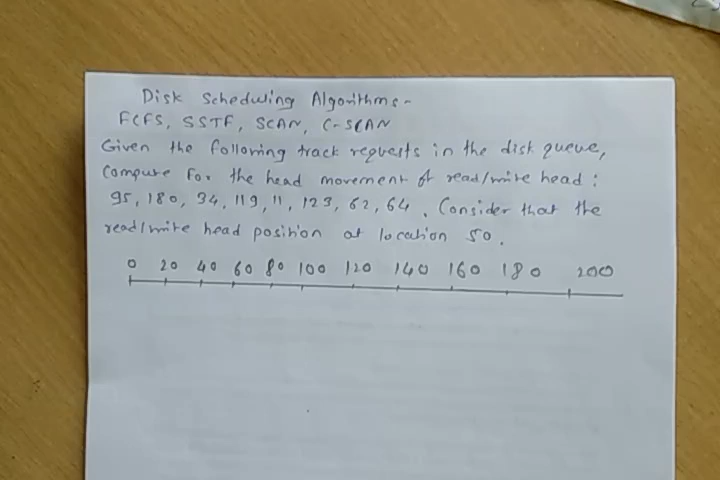 Disk Scheduling Algorithms-
FCFS, SSTF, SCAN, C-SCAN
Given the following track requests in the disk queue,
Compute for the head movement of read/write head :
95, 180, 34, 119, 11, 123, 62, 64. Consider that the
read/write head position at location 50.
0 20 40 60 80 100 120 140 160 180 200